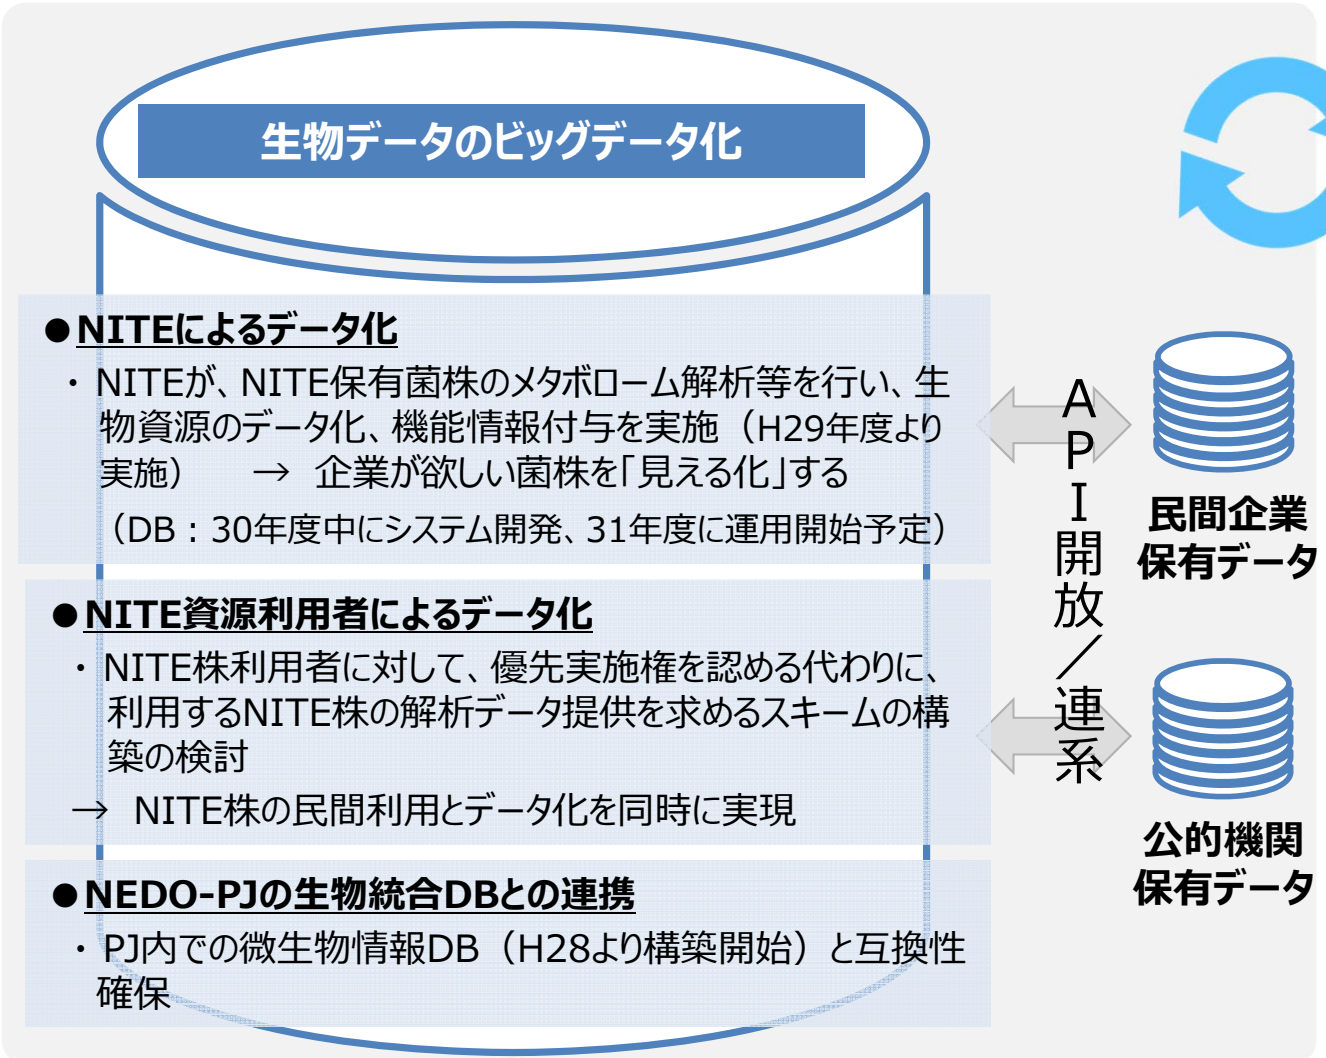 生物データのビッグデータ化
●NITEによるデータ化
・ NITEが、NITE保有菌株のメタボローム解析等を行い、生
物資源のデータ化、機能情報付与を実施（H29年度より
実施） → 企業が欲しい菌株を「見える化」する
（DB：30年度中にシステム開発、31年度に運用開始予定）
●NITE資源利用者によるデータ化
・ NITE株利用者に対して、優先実施権を認める代わりに、
利用するNITE株の解析データ提供を求めるスキームの構
築の検討
→ NITE株の民間利用とデータ化を同時に実現
●NEDO-PJの生物統合DBとの連携
・ PJ内での微生物情報DB（H28より構築開始）と互換性
確保
API開放／連系
民間企業
保有データ
公的機関
保有データ